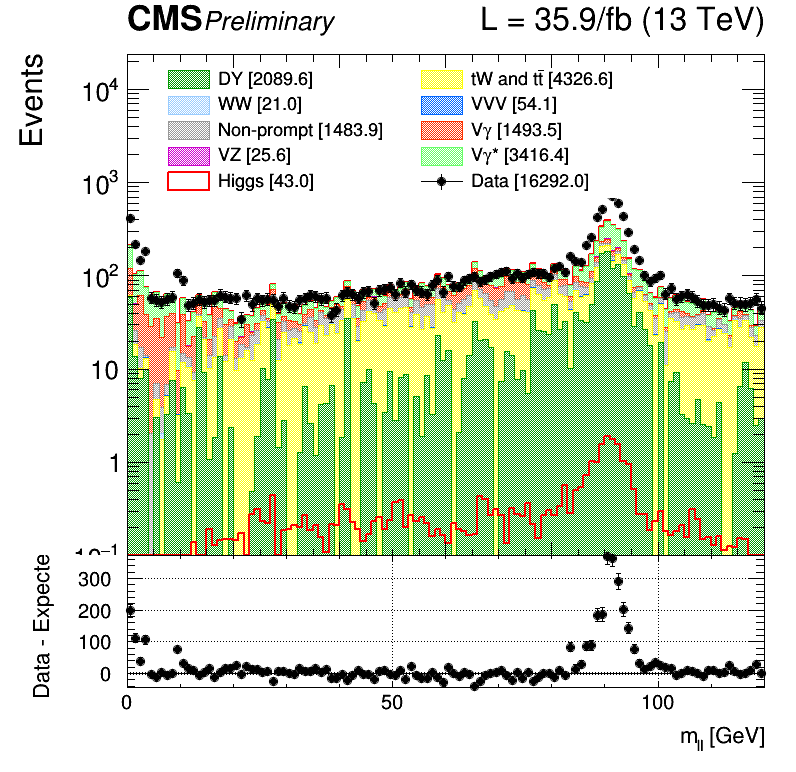 CMS Preliminary L = 35.9/fb (13 TeV)
Events
DY [2089.6] tW and tt̄ [4326.6]
WW [21.0] VVV [54.1]
Non-prompt [1483.9] Vγ [1493.5]
VZ [25.6] Vγ* [3416.4]
Higgs [43.0] Data [16292.0]
10⁴
10³
10²
10
1
10⁻¹
Data - Expecte
300
200
100
0
0 50 100
m_ll [GeV]